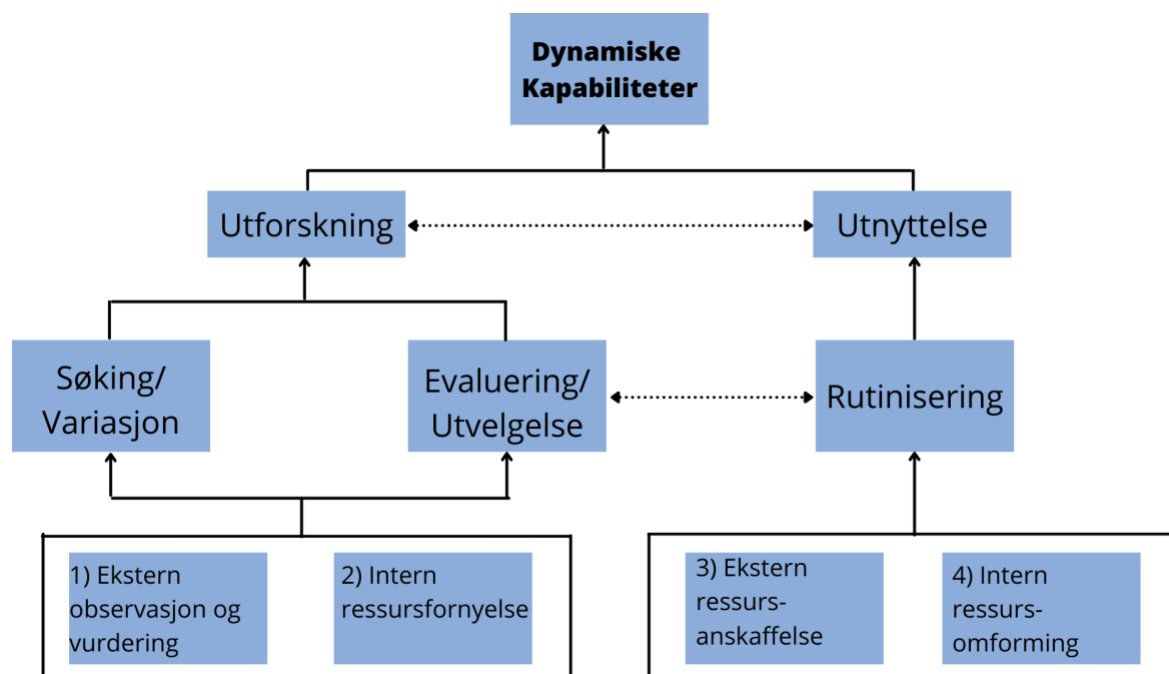 Dynamiske
Kapabiliteter
Utforskning
Utnyttelse
Søking/
Variasjon
Evaluering/
Utvelgelse
Rutinisering
1) Ekstern
observasjon og
vurdering
2) Intern
ressursfornyelse
3) Ekstern
ressurs-
anskaffelse
4) Intern
ressurs-
omforming